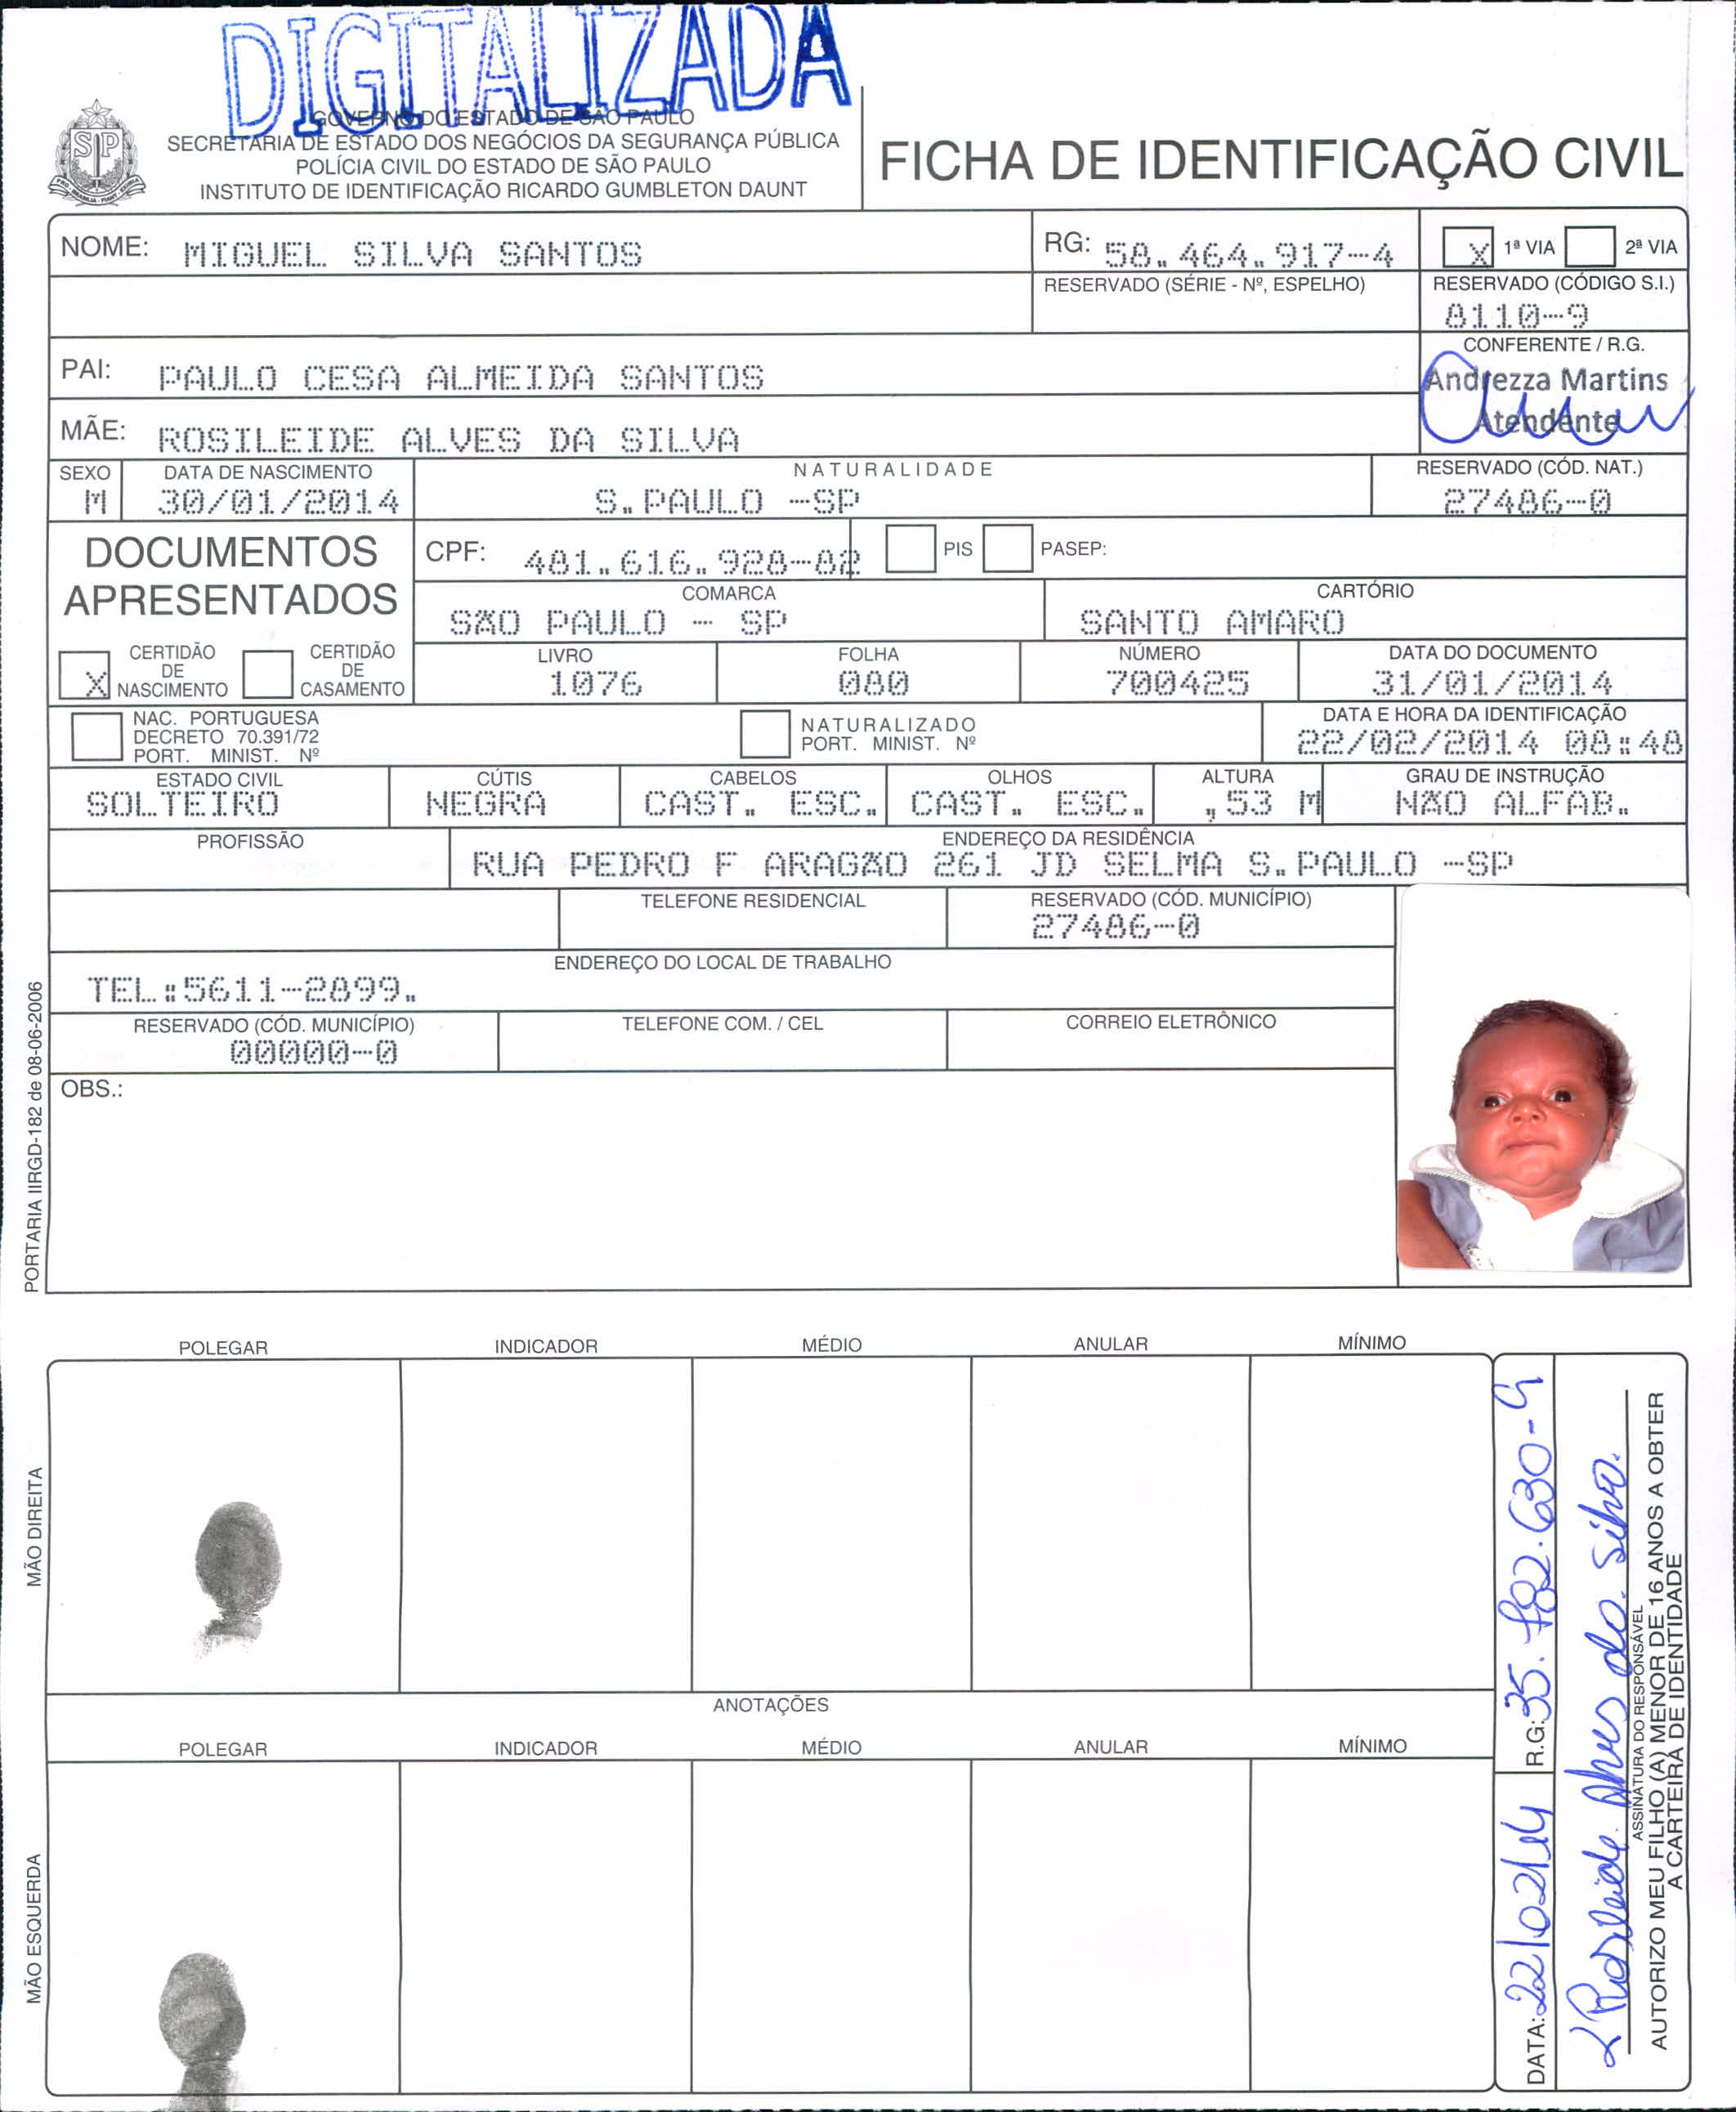 DIGITALIZADA
GOVERNO DO ESTADO DE SÃO PAULO
SECRETARIA DE ESTADO DOS NEGÓCIOS DA SEGURANÇA PÚBLICA
POLÍCIA CIVIL DO ESTADO DE SÃO PAULO
INSTITUTO DE IDENTIFICAÇÃO RICARDO GUMBLETON DAUNT
FICHA DE IDENTIFICAÇÃO CIVIL
NOME: MIGUEL SILVA SANTOS
RG: 58.464.917-4
X 1ª VIA 2ª VIA
RESERVADO (SÉRIE - Nº, ESPELHO)
RESERVADO (CÓDIGO S.I.)
8110-9
PAI: PAULO CESA ALMEIDA SANTOS
CONFERENTE / R.G.
Andrezza Martins
Atendente
MÃE: ROSILEIDE ALVES DA SILVA
SEXO
M
DATA DE NASCIMENTO
30/01/2014
NATURALIDADE
S.PAULO -SP
RESERVADO (CÓD. NAT.)
27486-0
DOCUMENTOS
APRESENTADOS
CPF: 481.616.928-82
PIS PASEP:
COMARCA
SÃO PAULO - SP
CARTÓRIO
SANTO AMARO
X CERTIDÃO
DE
NASCIMENTO
CERTIDÃO
DE
CASAMENTO
LIVRO
1076
FOLHA
080
NÚMERO
700425
DATA DO DOCUMENTO
31/01/2014
NAC. PORTUGUESA
DECRETO 70.391/72
PORT. MINIST. Nº
NATURALIZADO
PORT. MINIST. Nº
DATA E HORA DA IDENTIFICAÇÃO
22/02/2014 08:48
ESTADO CIVIL
SOLTEIRO
CÚTIS
NEGRA
CABELOS
CAST. ESC.
OLHOS
CAST. ESC.
ALTURA
,53 M
GRAU DE INSTRUÇÃO
NÃO ALFAB.
PROFISSÃO
ENDEREÇO DA RESIDÊNCIA
RUA PEDRO F ARAGÃO 261 JD SELMA S.PAULO -SP
TELEFONE RESIDENCIAL
RESERVADO (CÓD. MUNICÍPIO)
27486-0
ENDEREÇO DO LOCAL DE TRABALHO
TEL:5611-2899.
RESERVADO (CÓD. MUNICÍPIO)
00000-0
TELEFONE COM. / CEL
CORREIO ELETRÔNICO
OBS.:
PORTARIA IIRGD-182 de 08-06-2006
POLEGAR INDICADOR MÉDIO ANULAR MÍNIMO
MÃO DIREITA
ANOTAÇÕES
POLEGAR INDICADOR MÉDIO ANULAR MÍNIMO
MÃO ESQUERDA
DATA: 22/02/14 R.G: 35.782.630-9
Rosileide Alves da Silva.
ASSINATURA DO RESPONSÁVEL
AUTORIZO MEU FILHO (A) MENOR DE 16 ANOS A OBTER
A CARTEIRA DE IDENTIDADE